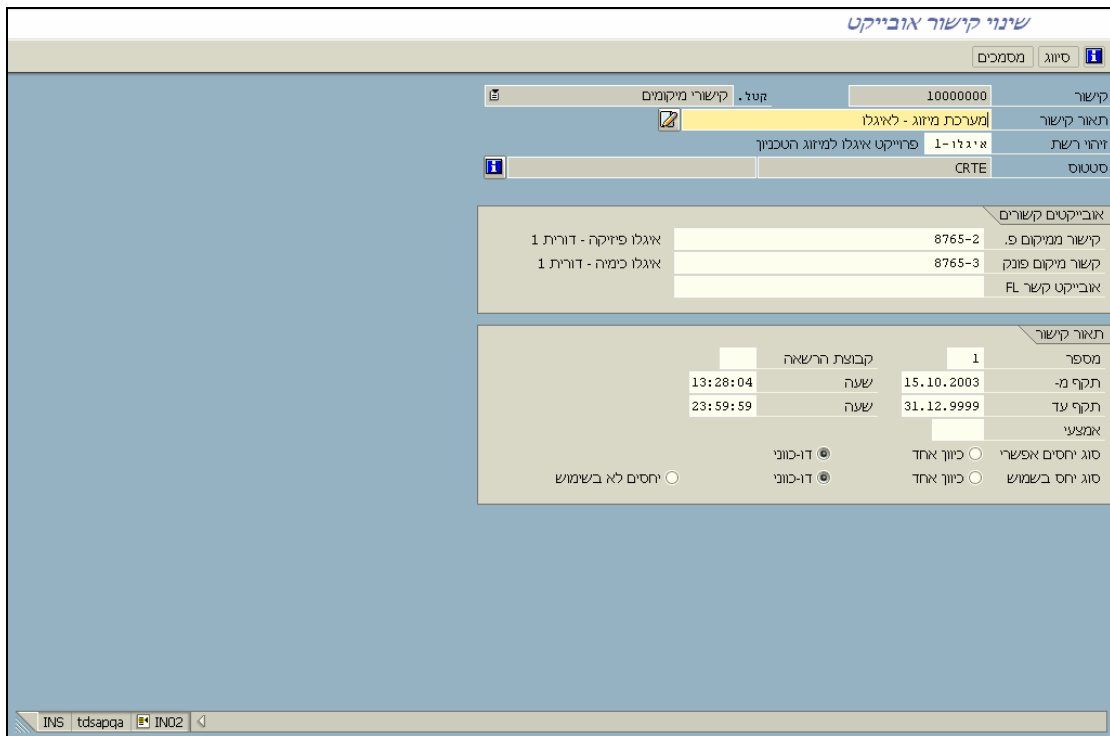 שינוי קישור אובייקט
סיווג מסמכים
קישור 10000000 קטל. קישורי מיקומים
תאור קישור מערכת מיזוג - לאיגלו
זיהוי רשת איגלו-1 פרוייקט איגלו למיזוג הטכניון
סטטוס CRTE
אובייקטים קשורים
קישור ממיקום פ. 8765-2 איגלו פיזיקה - דורית 1
קשור מיקום פונק 8765-3 איגלו כימיה - דורית 1
אובייקט קשר FL
תאור קישור
מספר 1 קבוצת הרשאה
תקף מ- 15.10.2003 שעה 13:28:04
תקף עד 31.12.9999 שעה 23:59:59
אמצעי
סוג יחסים אפשרי כיוון אחד דו-כווני
סוג יחס בשמוש כיוון אחד דו-כווני יחסים לא בשימוש
INS tdsapqa IN02